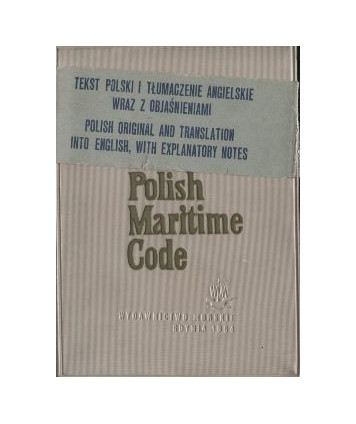 TEKST POLSKI I TŁUMACZENIE ANGIELSKIE
WRAZ Z OBJAŚNIENIAMI
POLISH ORIGINAL AND TRANSLATION
INTO ENGLISH, WITH EXPLANATORY NOTES
Polish
Maritime
Code
WYDAWNICTWO MORSKIE
GDYNIA